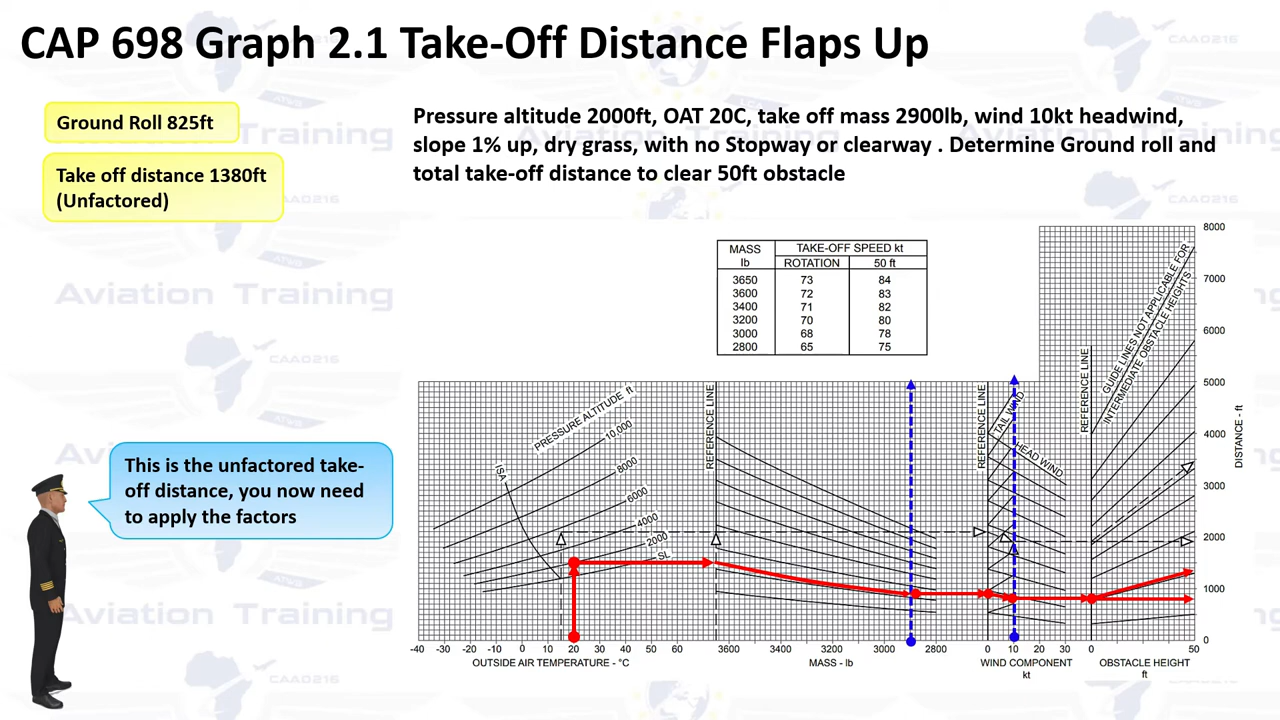 CAP 698 Graph 2.1 Take-Off Distance Flaps Up
Ground Roll 825ft
Take off distance 1380ft
(Unfactored)
Pressure altitude 2000ft, OAT 20C, take off mass 2900lb, wind 10kt headwind,
slope 1% up, dry grass, with no Stopway or clearway . Determine Ground roll and
total take-off distance to clear 50ft obstacle
This is the unfactored take-
off distance, you now need
to apply the factors
MASS lb TAKE-OFF SPEED kt
ROTATION 50 ft
3650 73 84
3600 72 83
3400 71 82
3200 70 80
3000 68 78
2800 65 75
PRESSURE ALTITUDE ft
10,000
8000
6000
4000
2000
SL
ISA
REFERENCE LINE
REFERENCE LINE
TAIL WIND
HEAD WIND
REFERENCE LINE
GUIDE LINES NOT APPLICABLE FOR
INTERMEDIATE OBSTACLE HEIGHTS
8000
7000
6000
5000
4000
3000
2000
1000
0
DISTANCE - ft
-40 -30 -20 -10 0 10 20 30 40 50 60
3600 3400 3200 3000 2800
0 10 20 30
0 50
OUTSIDE AIR TEMPERATURE - °C
MASS - lb
WIND COMPONENT
kt
OBSTACLE HEIGHT
ft
Aviation Training
CAAO216
ATWS